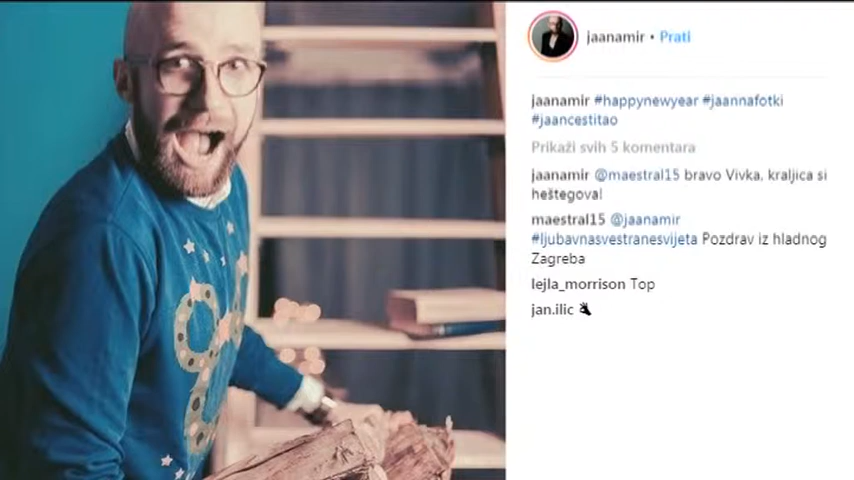 jaanamir • Prati
jaanamir #happynewyear #jaannafotki
#jaancestitao
Prikaži svih 5 komentara
jaanamir @maestral15 bravo Vivka, kraljica si
heštegova!
maestral15 @jaanamir
#ljubavnasvestranesvijeta Pozdrav iz hladnog
Zagreba
lejla_morrison Top
jan.ilic